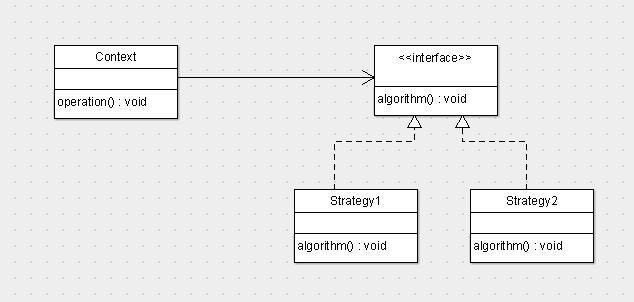 Context
operation() : void
<<interface>>
algorithm() : void
Strategy1
algorithm() : void
Strategy2
algorithm() : void